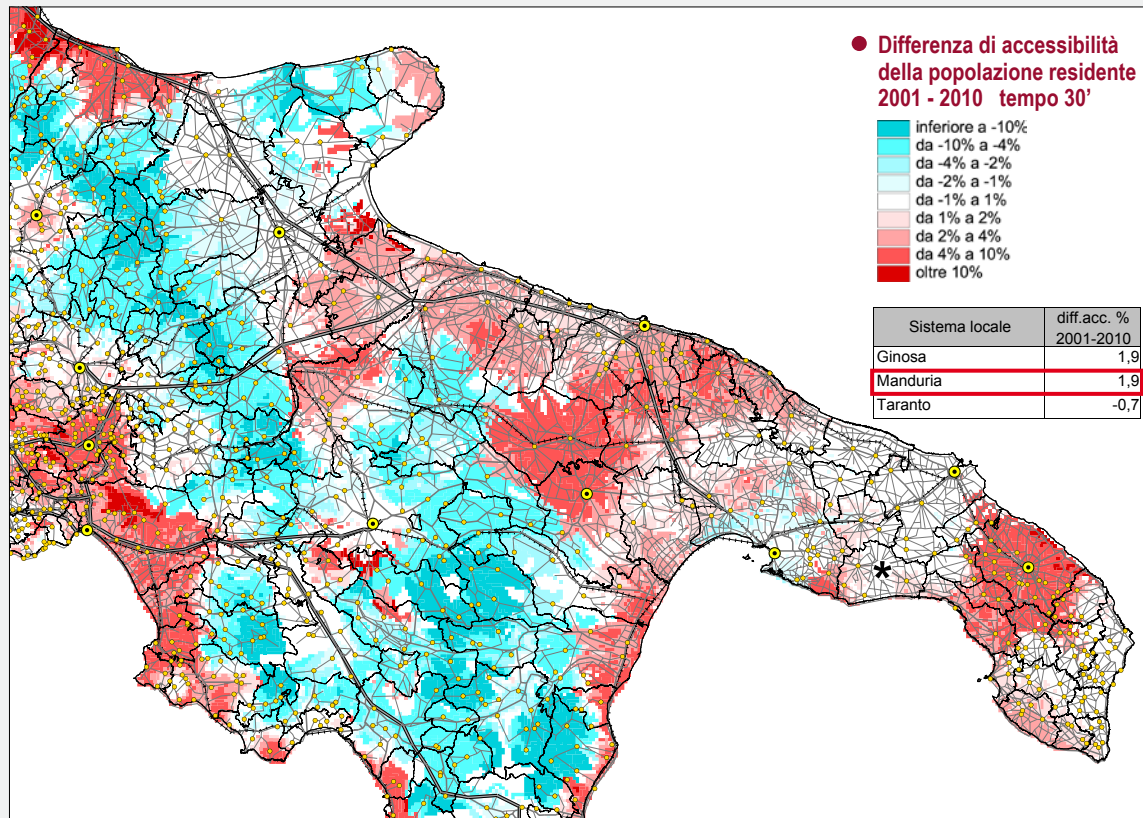 ● Differenza di accessibilità
della popolazione residente
2001 - 2010 tempo 30'
inferiore a -10%
da -10% a -4%
da -4% a -2%
da -2% a -1%
da -1% a 1%
da 1% a 2%
da 2% a 4%
da 4% a 10%
oltre 10%
Sistema locale diff.acc. % 2001-2010
Ginosa 1,9
Manduria 1,9
Taranto -0,7
*